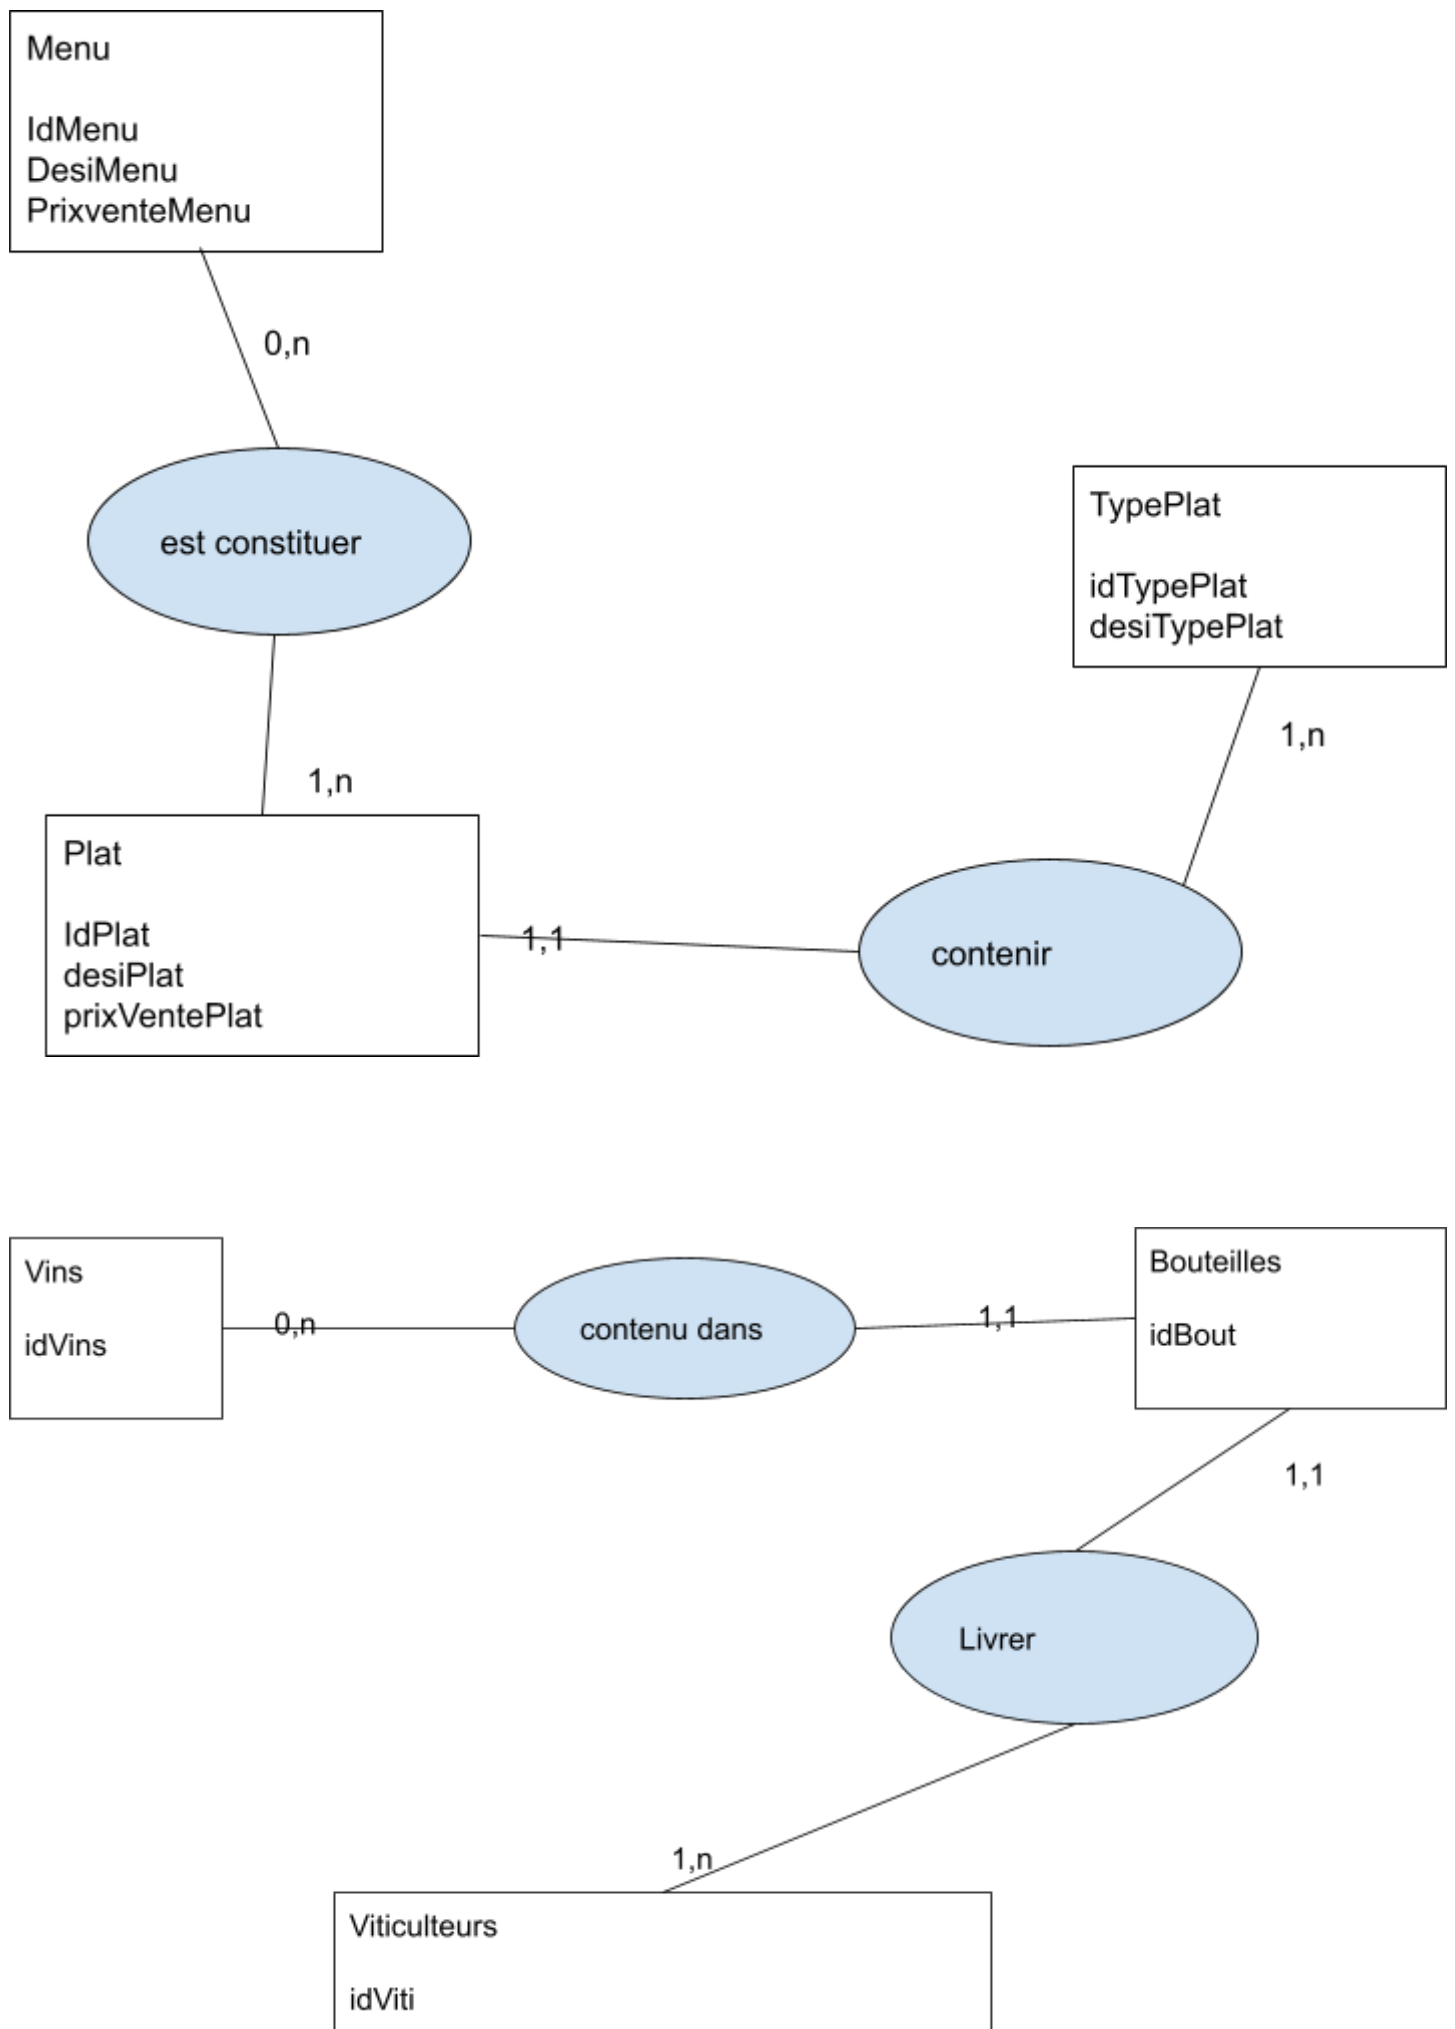 Menu
IdMenu
DesiMenu
PrixventeMenu
0,n
est constituer
TypePlat
idTypePlat
desiTypePlat
1,n
1,n
Plat
IdPlat
desiPlat
prixVentePlat
1,1
contenir
Vins
idVins
0,n
contenu dans
1,1
Bouteilles
idBout
1,1
Livrer
1,n
Viticulteurs
idViti